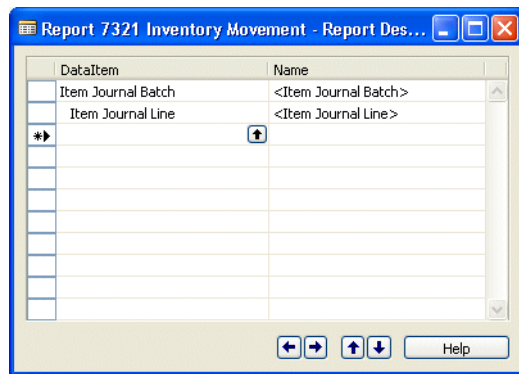 Report 7321 Inventory Movement - Report Des...
DataItem Name
Item Journal Batch <Item Journal Batch>
Item Journal Line <Item Journal Line>
Help